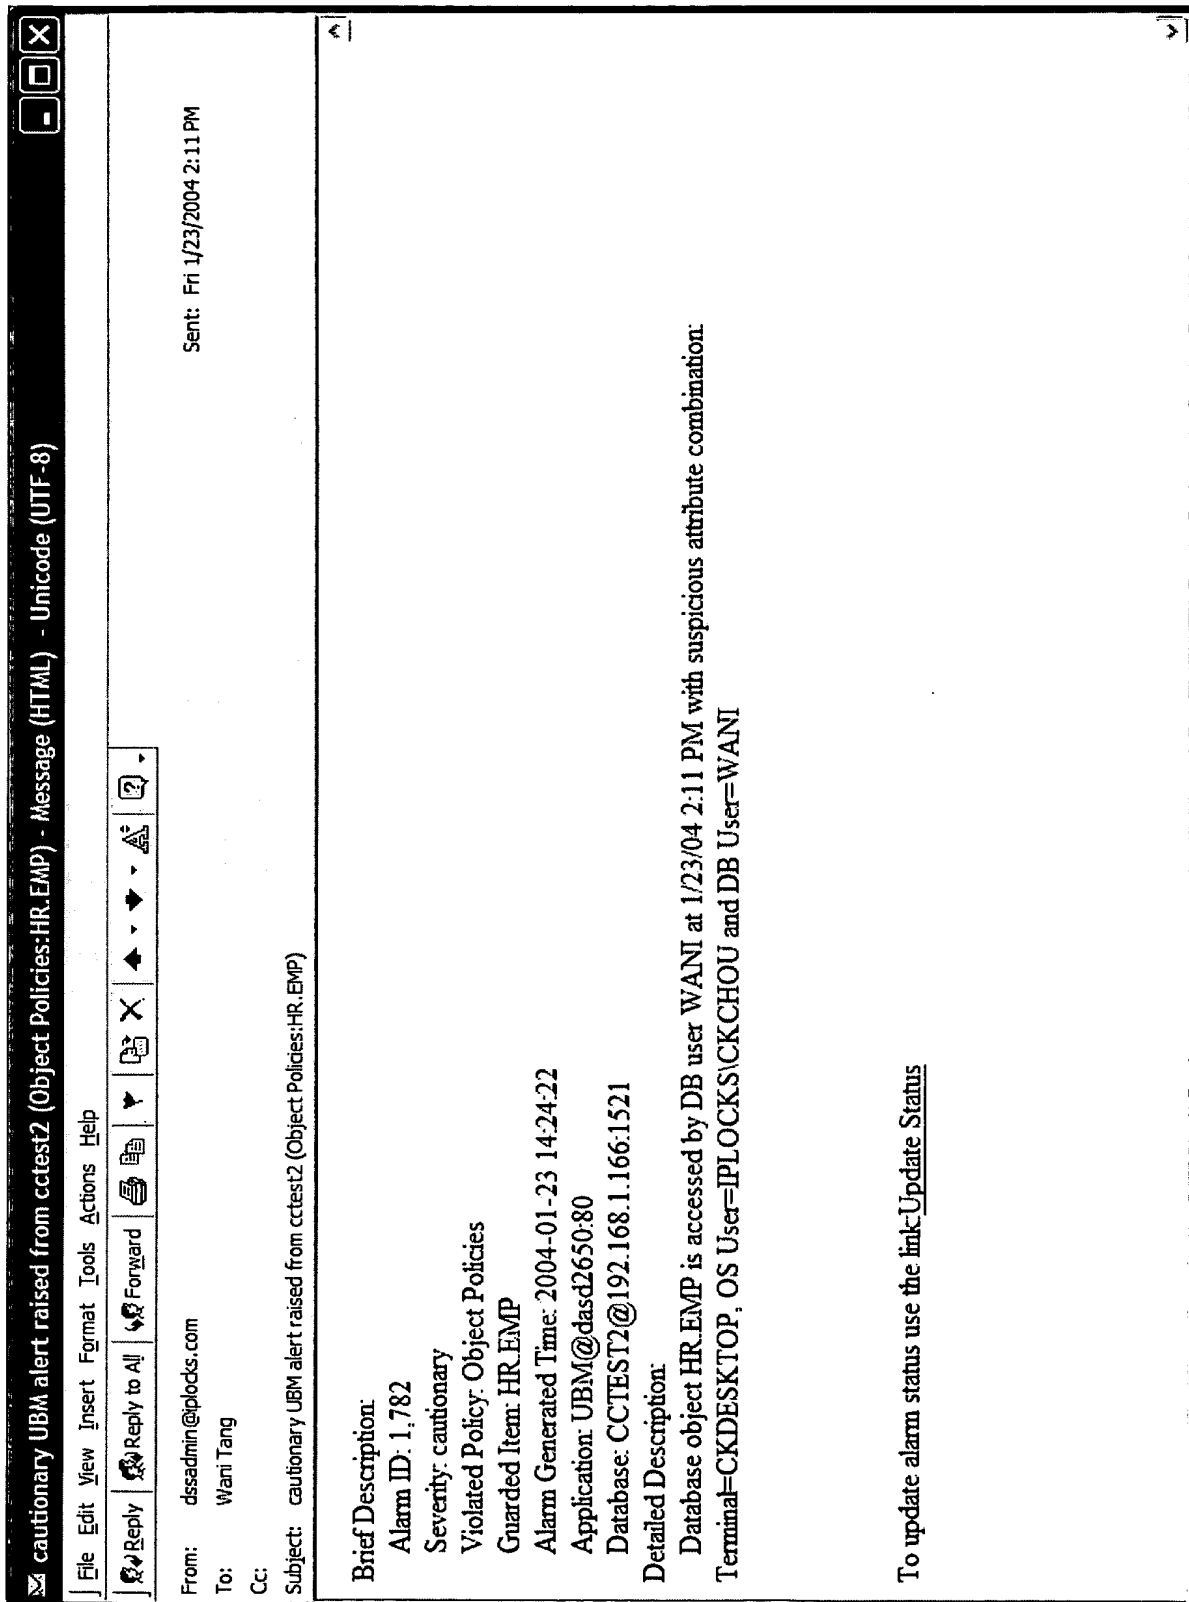 cautionary UBM alert raised from cctest2 (Object Policies:HR.EMP) - Message (HTML) - Unicode (UTF-8)
File Edit View Insert Format Tools Actions Help
Reply Reply to All Forward
From: dssadmin@iplocks.com Sent: Fri 1/23/2004 2:11 PM
To: Wani Tang
Cc:
Subject: cautionary UBM alert raised from cctest2 (Object Policies:HR.EMP)
Brief Description:
Alarm ID: 1,782
Severity: cautionary
Violated Policy: Object Policies
Guarded Item: HR.EMP
Alarm Generated Time: 2004-01-23 14:24:22
Application: UBM@dasd2650:80
Database: CCTEST2@192.168.1.166:1521
Detailed Description:
Database object HR.EMP is accessed by DB user WANI at 1/23/04 2:11 PM with suspicious attribute combination:
Terminal=CKDESKTOP, OS User=IPLOCKS\CKCHOU and DB User=WANI
To update alarm status use the link:Update Status